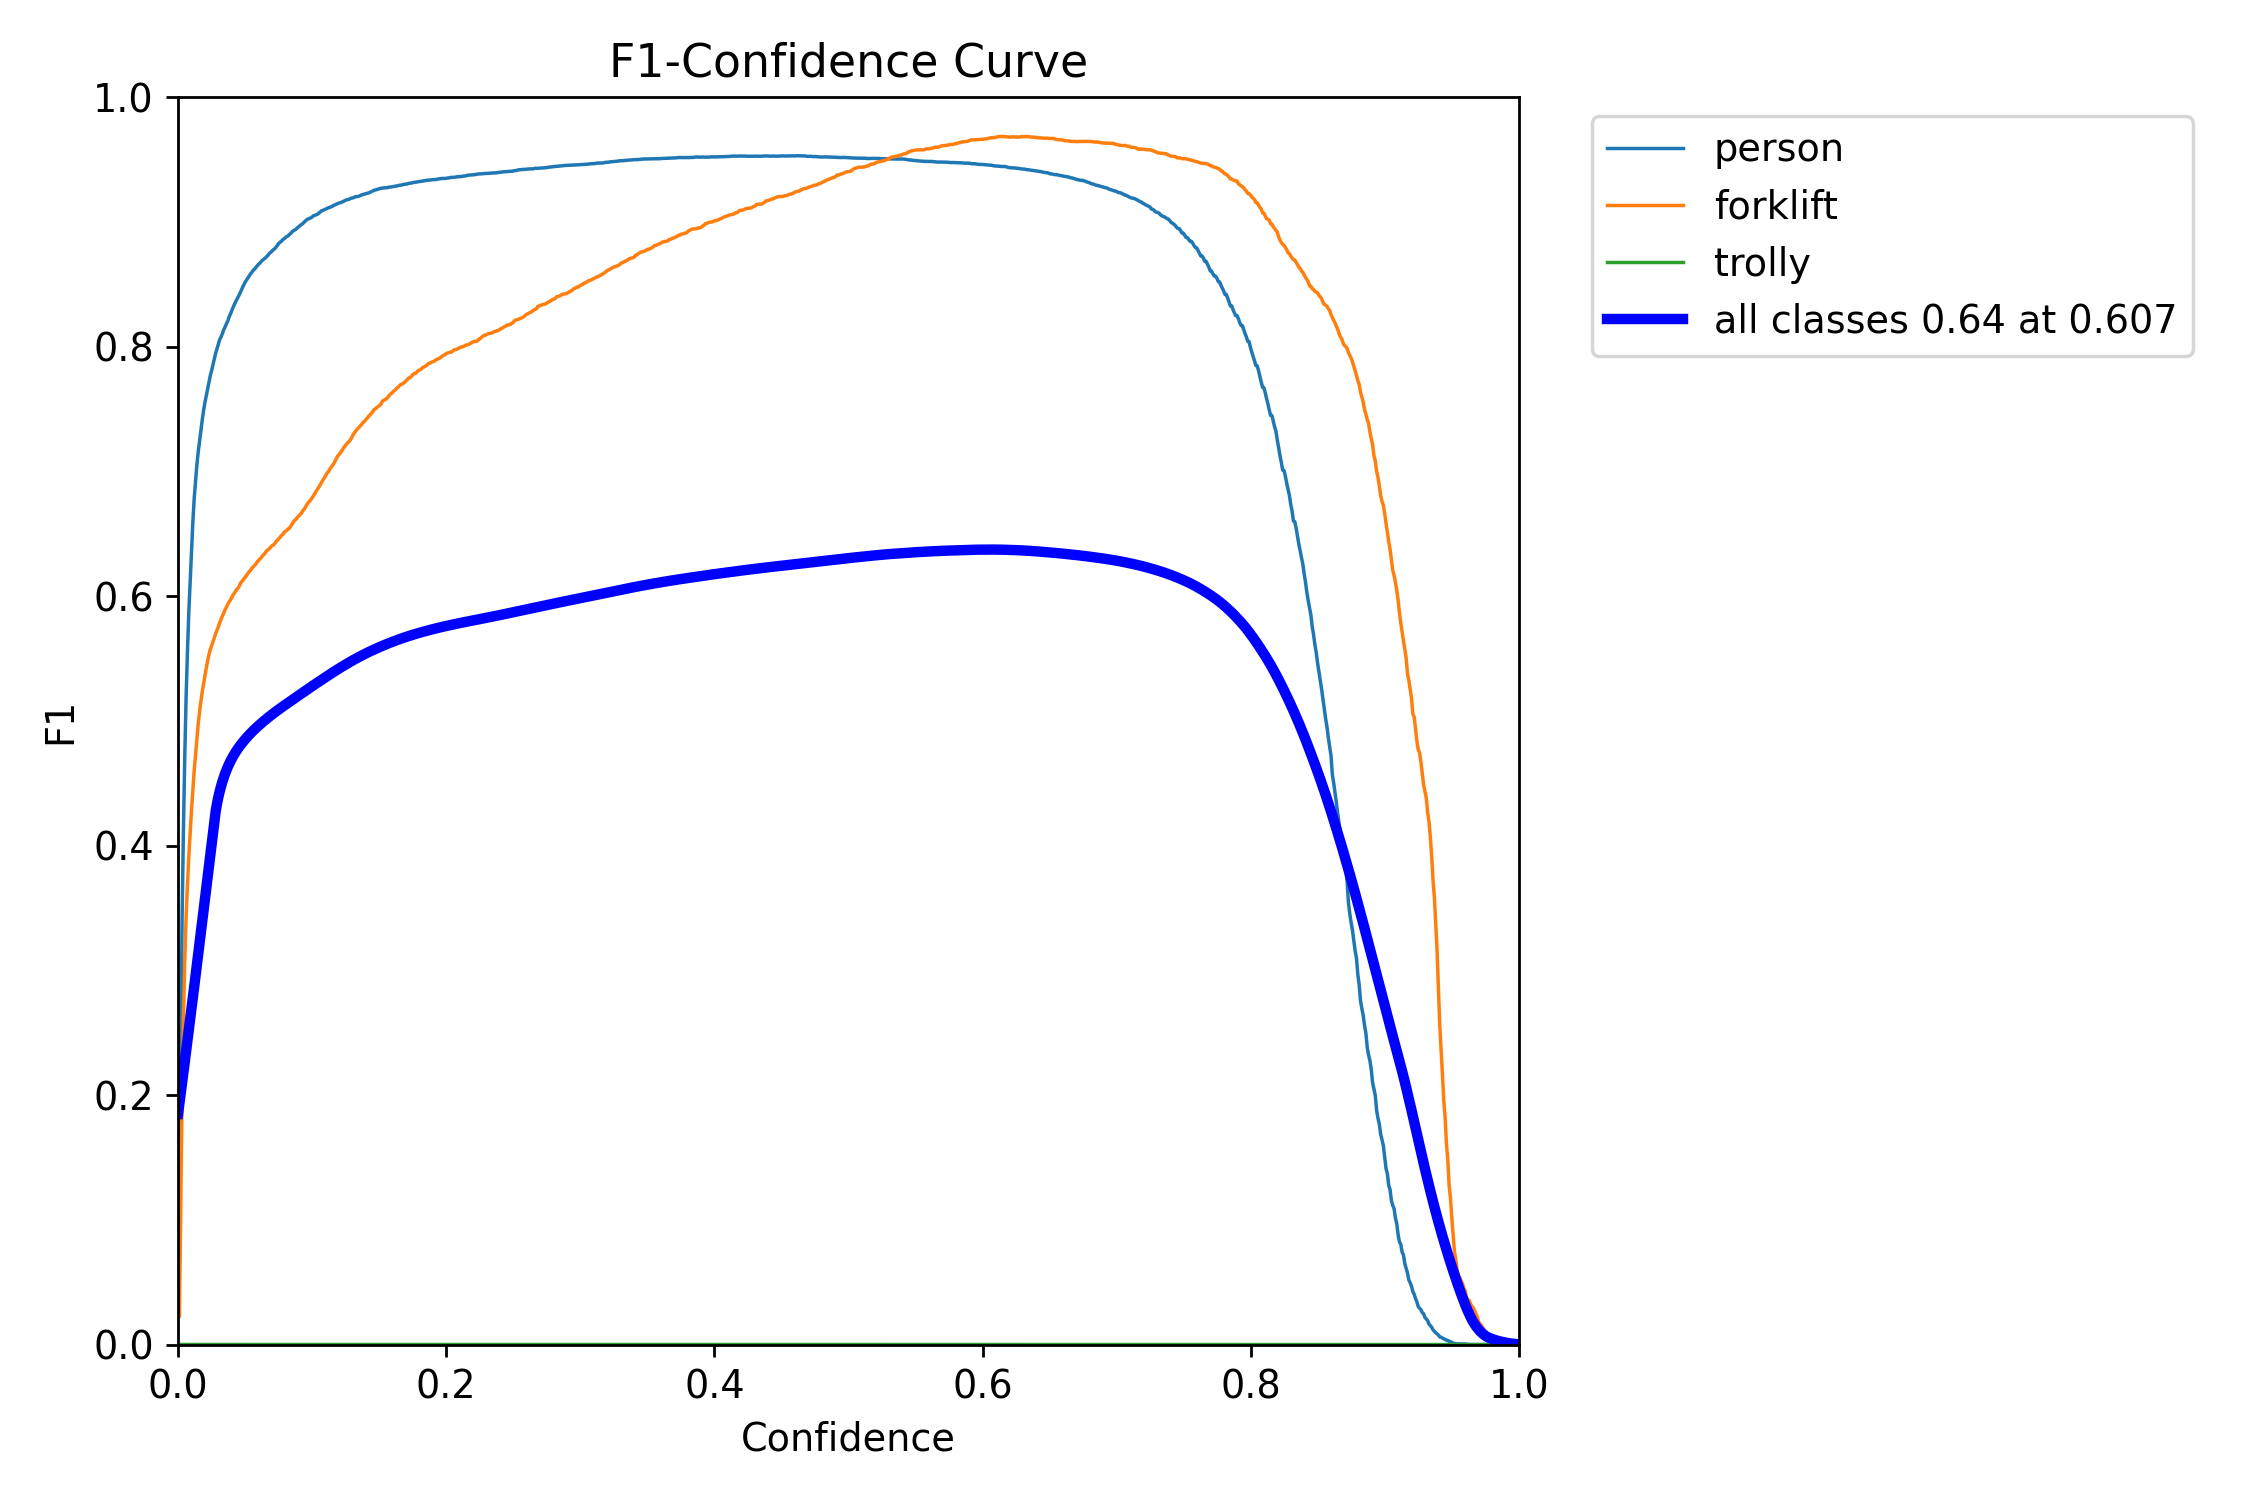 F1-Confidence Curve
1.0
0.8
0.6
0.4
0.2
0.0
F1
0.0 0.2 0.4 0.6 0.8 1.0
Confidence
person
forklift
trolly
all classes 0.64 at 0.607